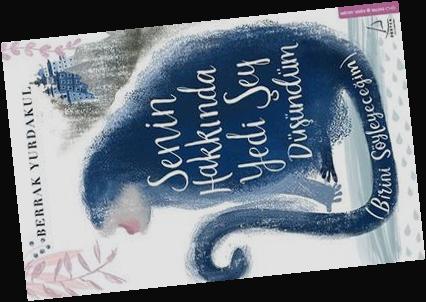 BERRAK YURDAKUL
Senin
Hakkında
Yedi Şey
Düşündüm
(Birini Söyleyeceğim)